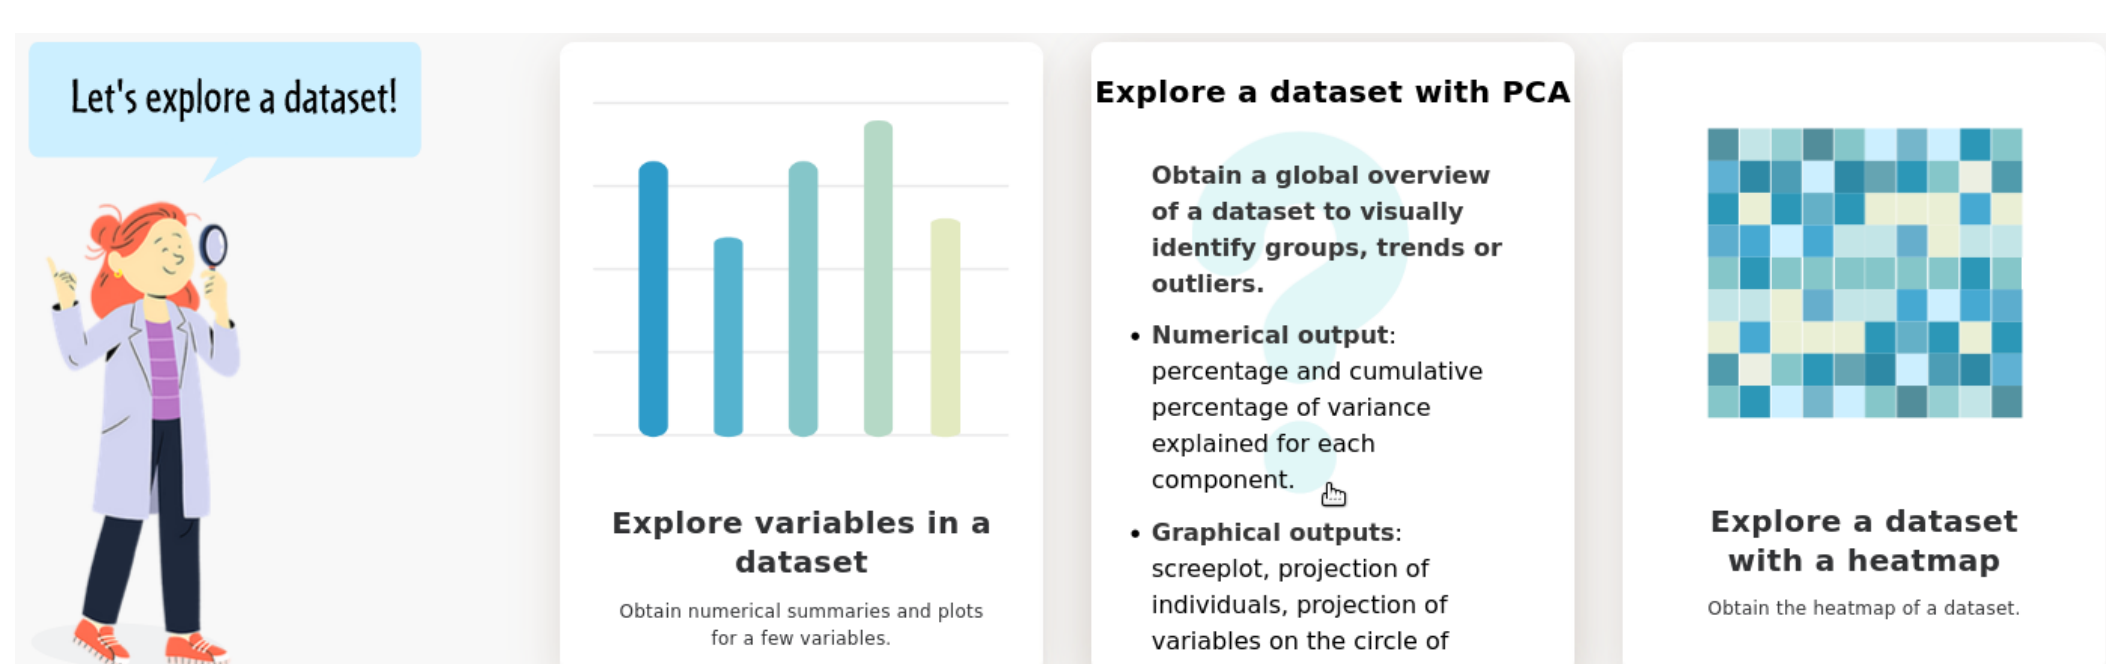 Let's explore a dataset!
Explore variables in a
dataset
Obtain numerical summaries and plots
for a few variables.
Explore a dataset with PCA
Obtain a global overview
of a dataset to visually
identify groups, trends or
outliers.
• Numerical output:
percentage and cumulative
percentage of variance
explained for each
component.
• Graphical outputs:
screeplot, projection of
individuals, projection of
variables on the circle of
Explore a dataset
with a heatmap
Obtain the heatmap of a dataset.